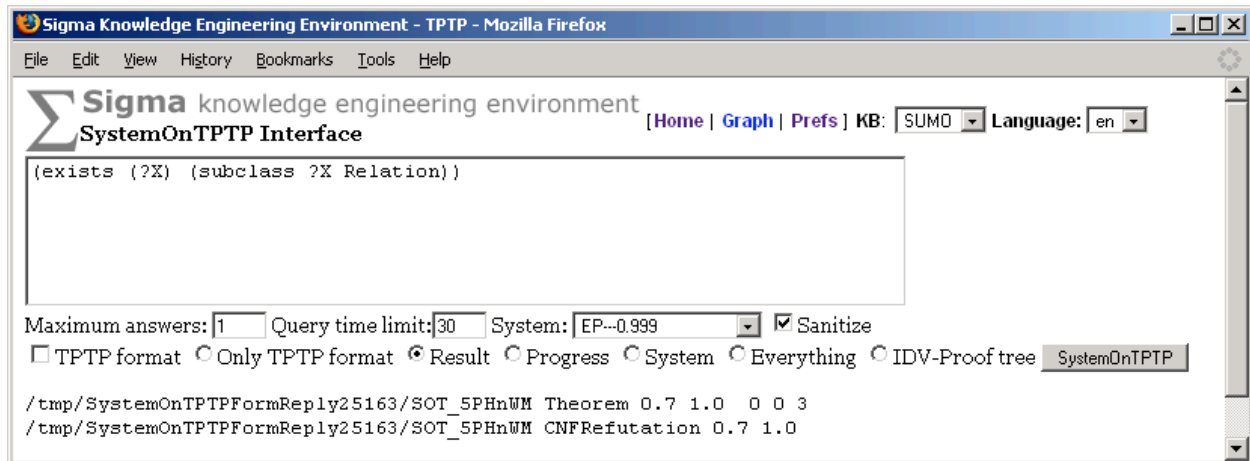 Sigma Knowledge Engineering Environment - TPTP - Mozilla Firefox
File Edit View History Bookmarks Tools Help
Sigma knowledge engineering environment
SystemOnTPTP Interface
[Home | Graph | Prefs ] KB: SUMO Language: en
(exists (?X) (subclass ?X Relation))
Maximum answers: 1 Query time limit: 30 System: EP---0.999 Sanitize
TPTP format Only TPTP format Result Progress System Everything IDV-Proof tree SystemOnTPTP
/tmp/SystemOnTPTPFormReply25163/SOT_5PHnWM Theorem 0.7 1.0 0 0 3
/tmp/SystemOnTPTPFormReply25163/SOT_5PHnWM CNFRefutation 0.7 1.0